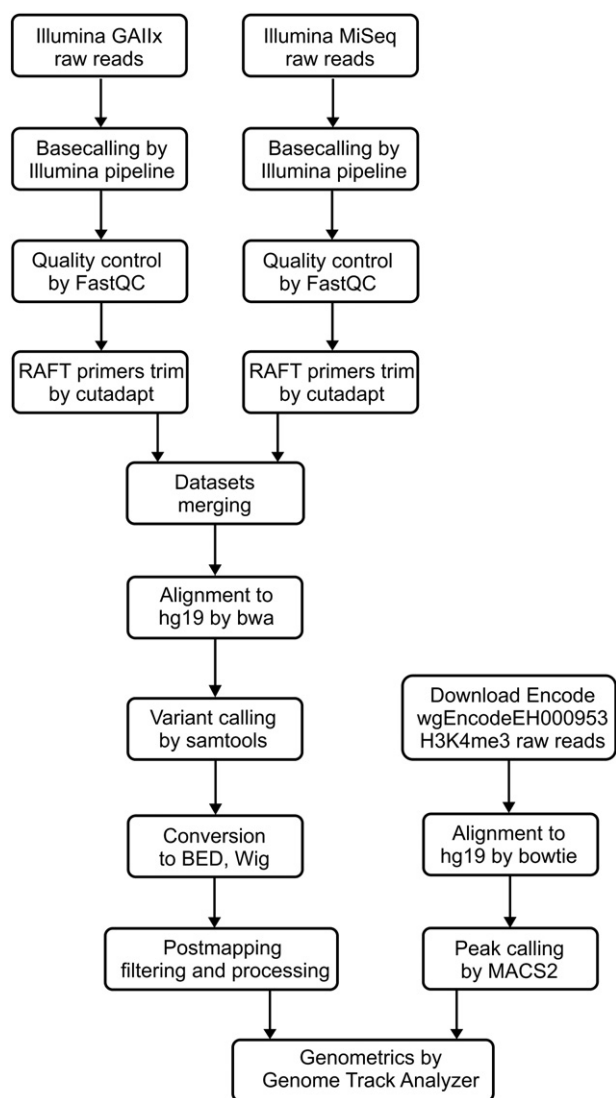 Illumina GAIIx
raw reads
Illumina MiSeq
raw reads
Basecalling by
Illumina pipeline
Basecalling by
Illumina pipeline
Quality control
by FastQC
Quality control
by FastQC
RAFT primers trim
by cutadapt
RAFT primers trim
by cutadapt
Datasets
merging
Alignment to
hg19 by bwa
Variant calling
by samtools
Download Encode
wgEncodeEH000953
H3K4me3 raw reads
Conversion
to BED, Wig
Alignment to
hg19 by bowtie
Postmapping
filtering and processing
Peak calling
by MACS2
Genometrics by
Genome Track Analyzer